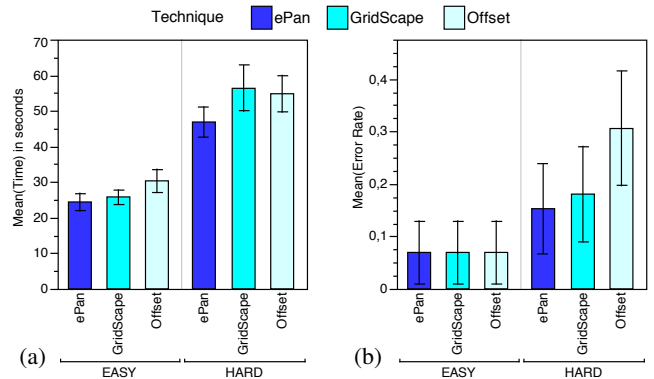 Technique ePan GridScape Offset
Mean(Time) in seconds
70
60
50
40
30
20
10
0
ePan
GridScape
Offset
ePan
GridScape
Offset
(a)
EASY
HARD
Mean(Error Rate)
0,4
0,3
0,2
0,1
0
ePan
GridScape
Offset
ePan
GridScape
Offset
(b)
EASY
HARD